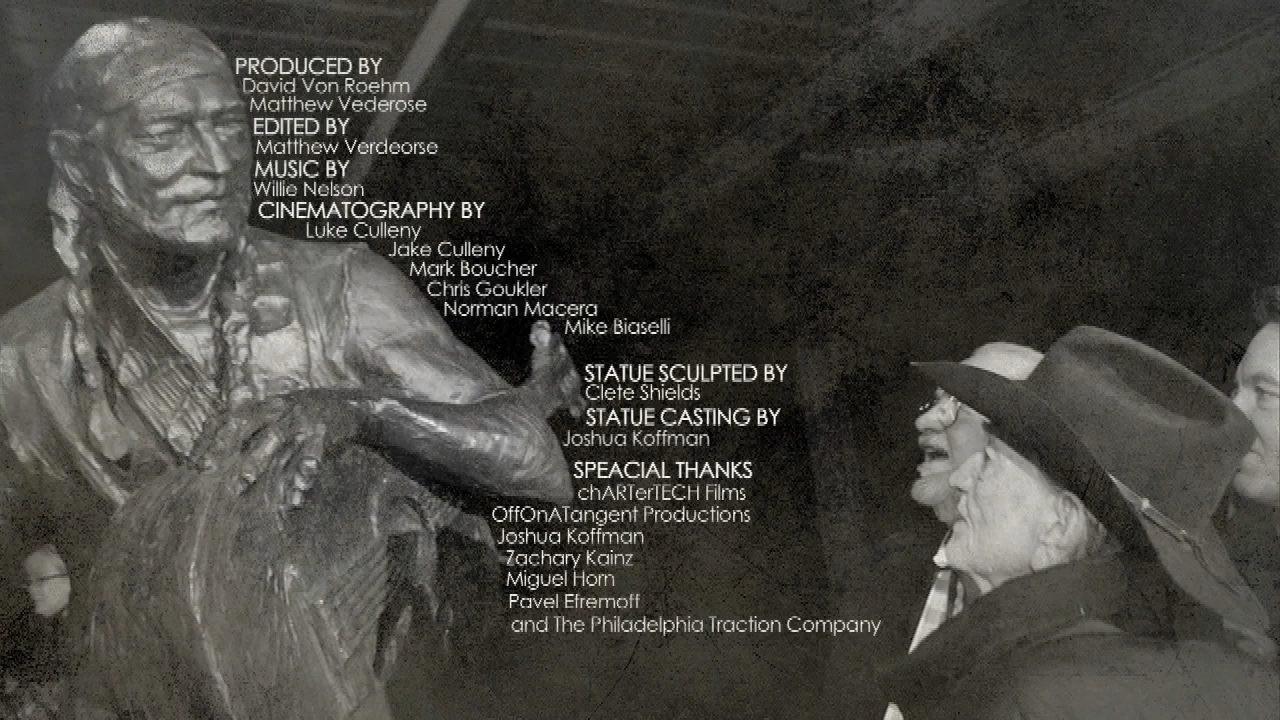 PRODUCED BY
David Von Roehm
Matthew Vederose
EDITED BY
Matthew Verdeorse
MUSIC BY
Willie Nelson
CINEMATOGRAPHY BY
Luke Culleny
Jake Culleny
Mark Boucher
Chris Goukler
Norman Macera
Mike Biaselli
STATUE SCULPTED BY
Clete Shields
STATUE CASTING BY
Joshua Koffman
SPEACIAL THANKS
chARTerTECH Films
OffOnATangent Productions
Joshua Koffman
Zachary Kainz
Miguel Horn
Pavel Efremoff
and The Philadelphia Traction Company